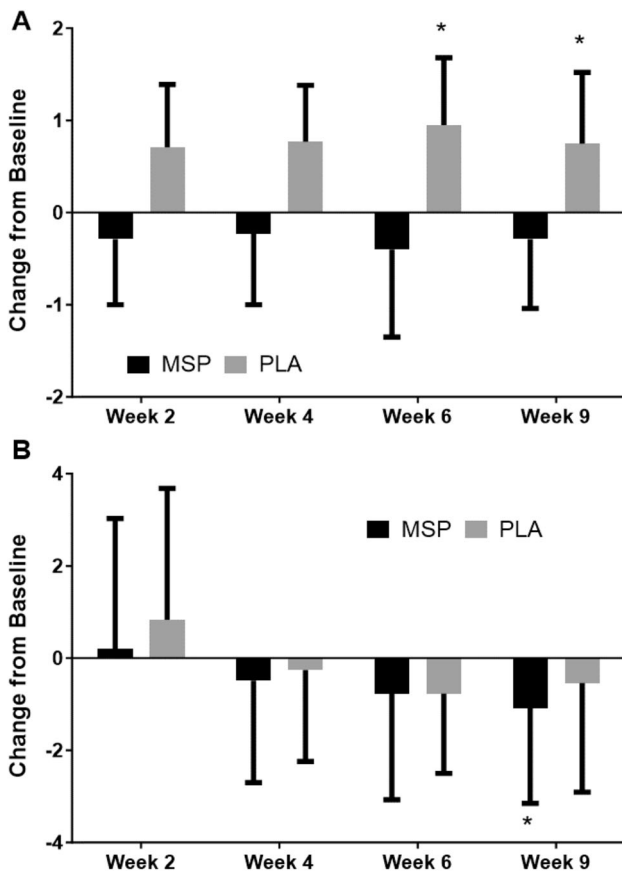 A
Change from Baseline
2
1
0
-1
-2
* *
MSP PLA
Week 2 Week 4 Week 6 Week 9
B
Change from Baseline
4
2
0
-2
-4
MSP PLA
*
Week 2 Week 4 Week 6 Week 9